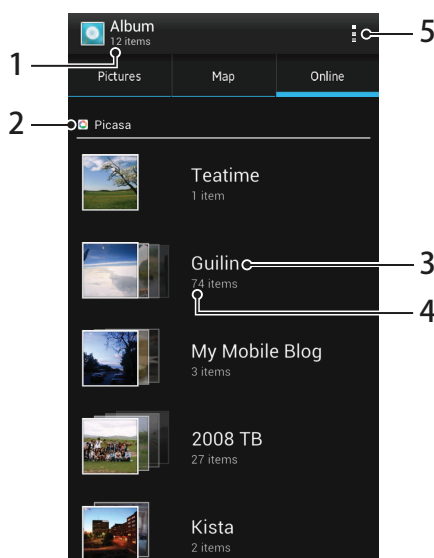 Album
12 items
5
1
Pictures Map Online
2
Picasa
Teatime
1 item
Guilin
3
74 items
4
My Mobile Blog
3 items
2008 TB
27 items
Kista
2 items